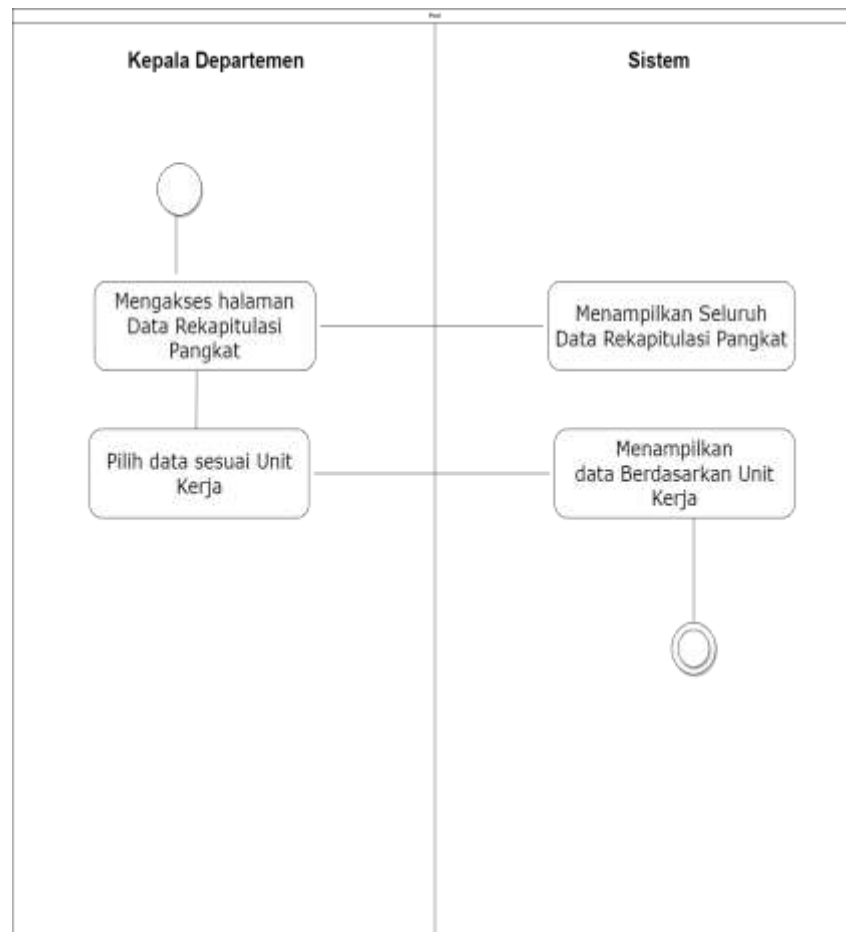 Pool
Kepala Departemen
Sistem
Mengakses halaman
Data Rekapitulasi
Pangkat
Menampilkan Seluruh
Data Rekapitulasi Pangkat
Pilih data sesuai Unit
Kerja
Menampilkan
data Berdasarkan Unit
Kerja